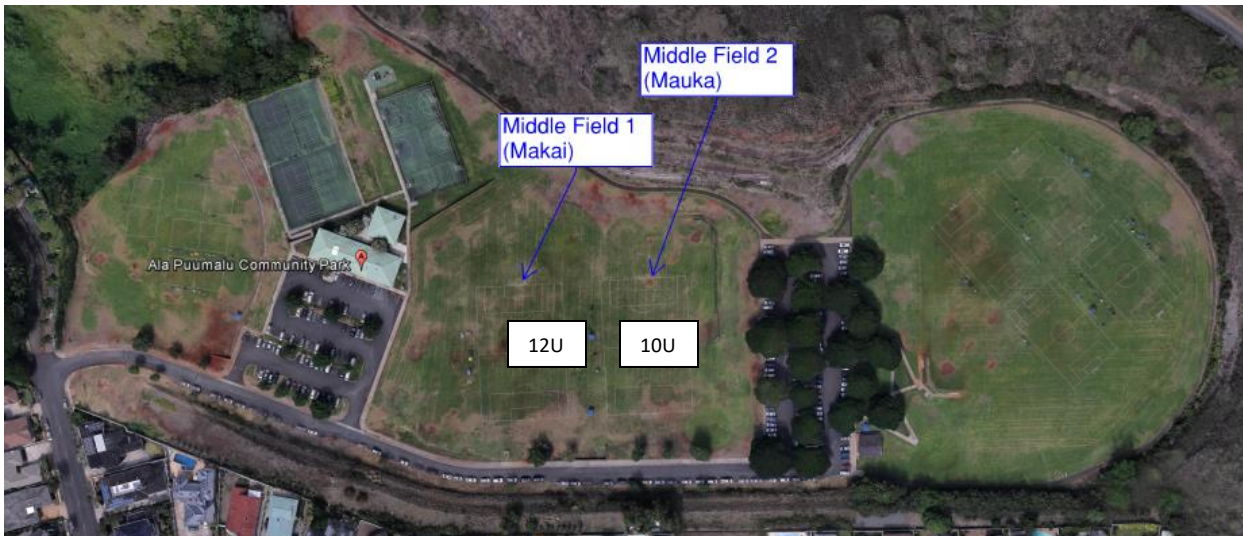 Middle Field 2
(Mauka)
Middle Field 1
(Makai)
A
Ala Puumalu Community Park
12U
10U